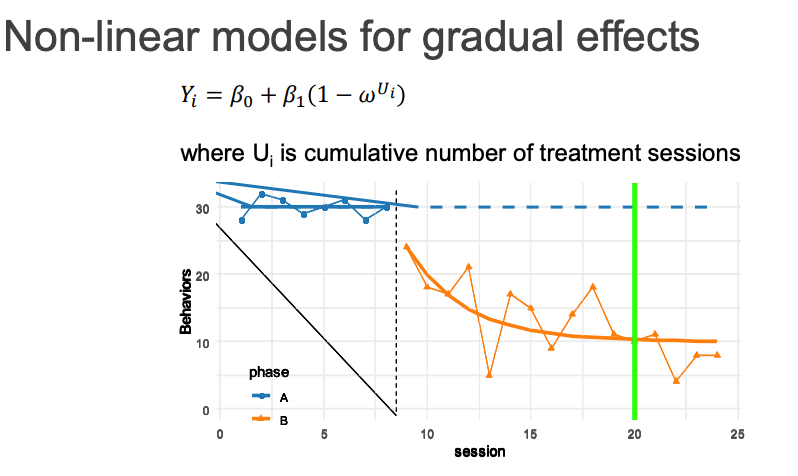 Non-linear models for gradual effects
Yᵢ = β₀ + β₁(1 − ω^Uᵢ)
where Uᵢ is cumulative number of treatment sessions
30
20
10
0
Behaviors
phase
A
B
0 5 10 15 20 25
session